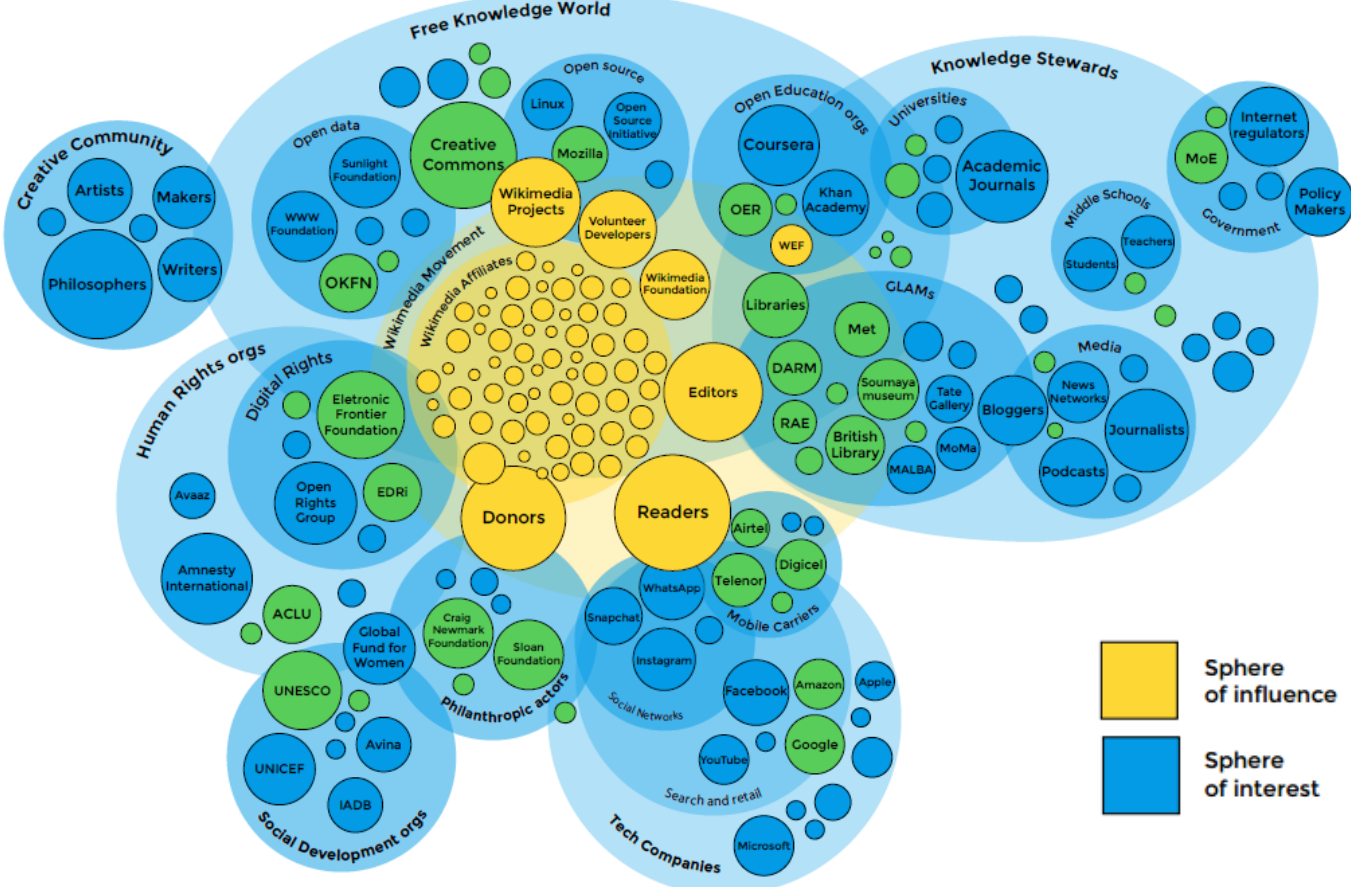 Free Knowledge World
Open source
Linux
Open
Source
Initiative
Mozilla
Creative
Commons
Open data
Sunlight
Foundation
WWW
Foundation
OKFN
Creative Community
Artists
Makers
Philosophers
Writers
Wikimedia Movement
Wikimedia Affiliates
Wikimedia
Projects
Volunteer
Developers
Wikimedia
Foundation
Editors
Readers
Donors
Open Education orgs
Coursera
Khan
Academy
OER
WEF
Knowledge Stewards
Universities
Academic
Journals
Middle Schools
Teachers
Students
Internet
regulators
MoE
Policy
Makers
Government
GLAMs
Libraries
Met
DARM
Soumaya
museum
Tate
Gallery
RAE
British
Library
MoMa
MALBA
Media
News
Networks
Bloggers
Journalists
Podcasts
Human Rights orgs
Digital Rights
Eletronic
Frontier
Foundation
EDRi
Open
Rights
Group
Avaaz
Amnesty
International
ACLU
Global
Fund for
Women
UNESCO
Avina
UNICEF
IADB
Social Development orgs
Craig
Newmark
Foundation
Sloan
Foundation
Philanthropic actors
Airtel
Telenor
Digicel
Mobile Carriers
WhatsApp
Snapchat
Instagram
Social Networks
Facebook
Amazon
Apple
Google
YouTube
Search and retail
Microsoft
Tech Companies
Sphere
of influence
Sphere
of interest